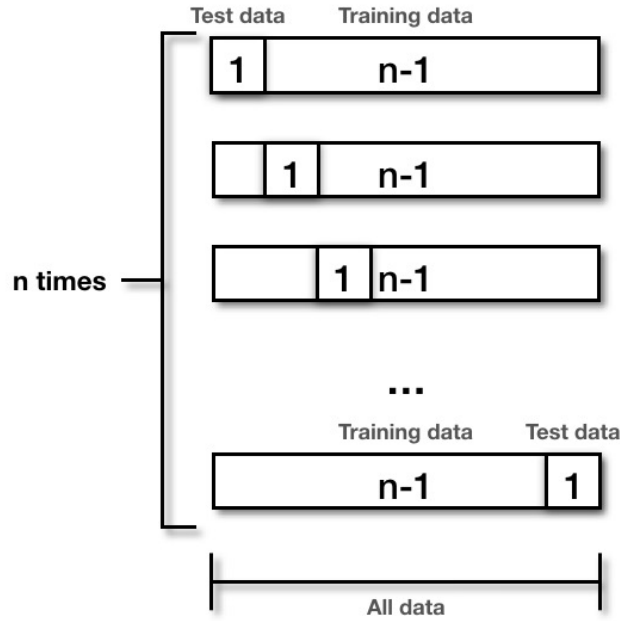 Test data Training data
1 n-1
1 n-1
1 n-1
n times
...
Training data Test data
n-1 1
All data